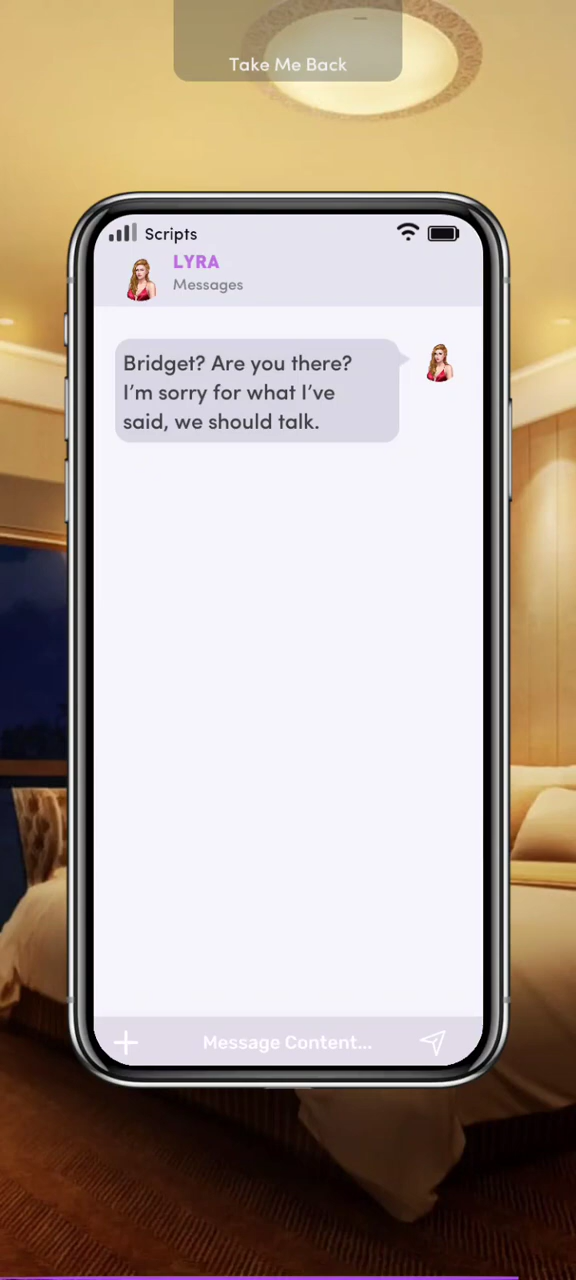 Take Me Back
Scripts
LYRA
Messages
Bridget? Are you there?
I’m sorry for what I’ve
said, we should talk.
Message Content...